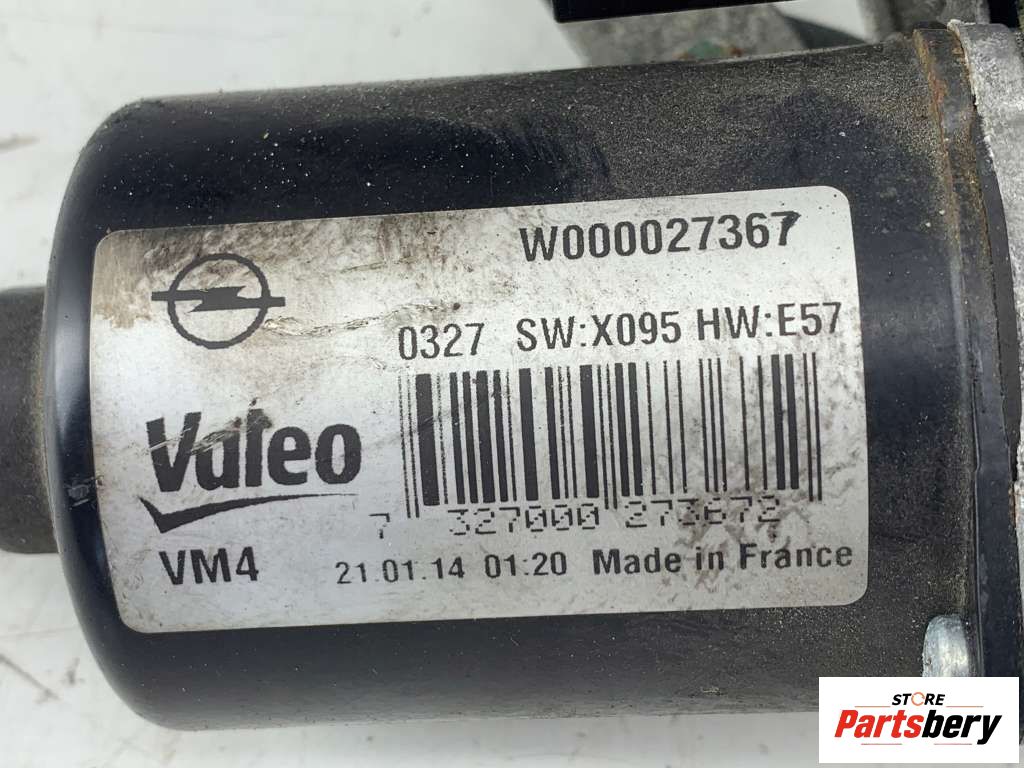 W000027367
0327 SW:X095 HW:E57
Valeo
7 327000 273672
VM4 21.01.14 01:20 Made in France
STORE
Partsbery